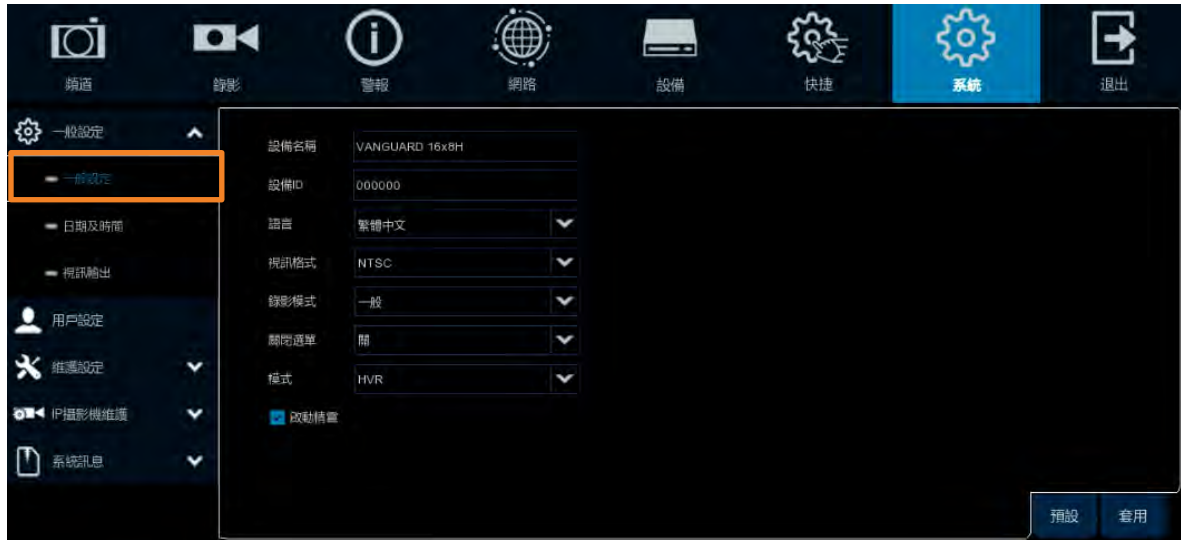 頻道 錄影 警報 網路 設備 快捷 系統 退出
一般設定
一般設定
日期及時間
視訊輸出
用戶設定
維護設定
IP攝影機維護
系統訊息
設備名稱 VANGUARD 16x8H
設備ID 000000
語言 繁體中文
視訊格式 NTSC
錄影模式 一般
關閉選單 關
模式 HVR
啟動精靈
預設 套用